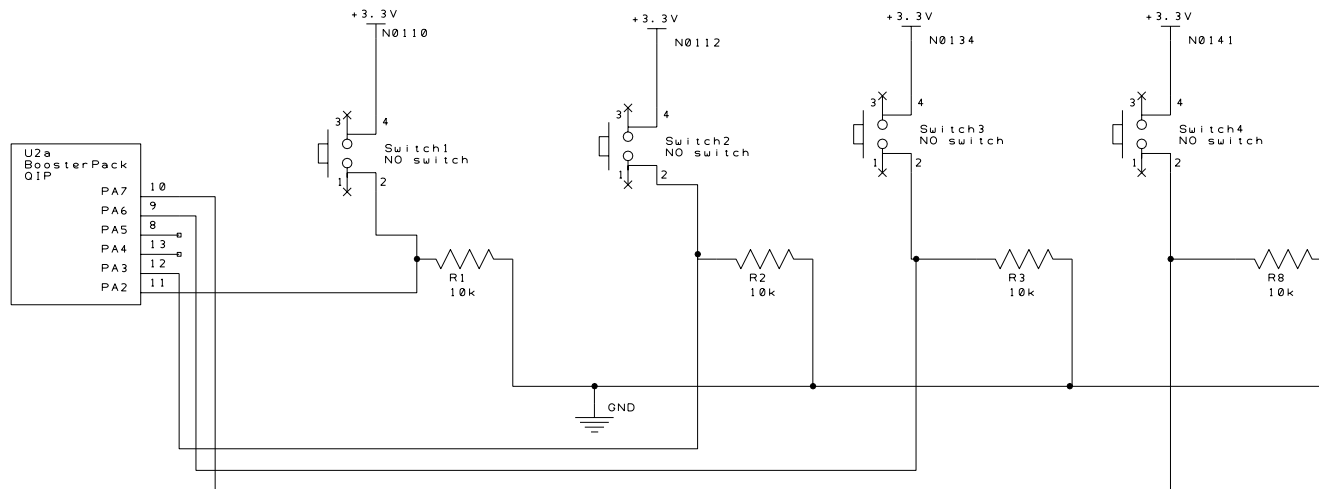 +3.3V
N0110
+3.3V
N0112
+3.3V
N0134
+3.3V
N0141
3
4
Switch1
NO switch
1
2
3
4
Switch2
NO switch
1
2
3
4
Switch3
NO switch
1
2
3
4
Switch4
NO switch
1
2
U2a
BoosterPack
QIP
PA7
10
PA6
9
PA5
8
PA4
13
PA3
12
PA2
11
R1
10k
R2
10k
R3
10k
R8
10k
GND